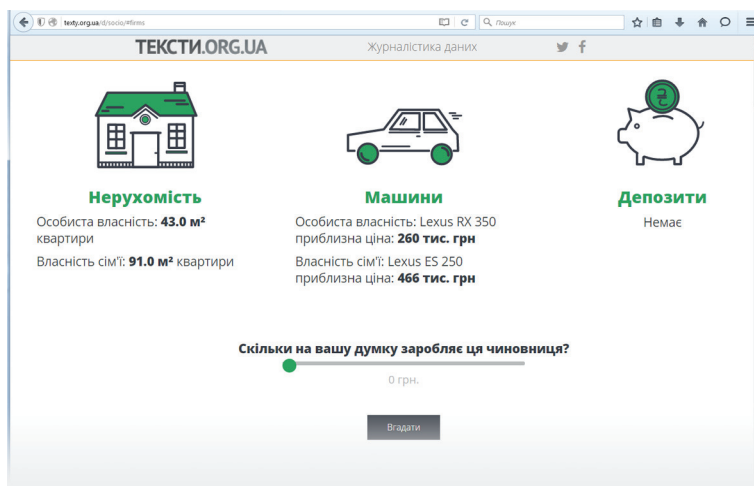 texty.org.ua/d/socio/#firms
Пошук
ТЕКСТИ.ORG.UA
Журналістика даних
Нерухомість
Особиста власність: 43.0 м²
квартири
Власність сім'ї: 91.0 м² квартири
Машини
Особиста власність: Lexus RX 350
приблизна ціна: 260 тис. грн
Власність сім'ї: Lexus ES 250
приблизна ціна: 466 тис. грн
Депозити
Немає
Скільки на вашу думку заробляє ця чиновниця?
0 грн.
Вгадати